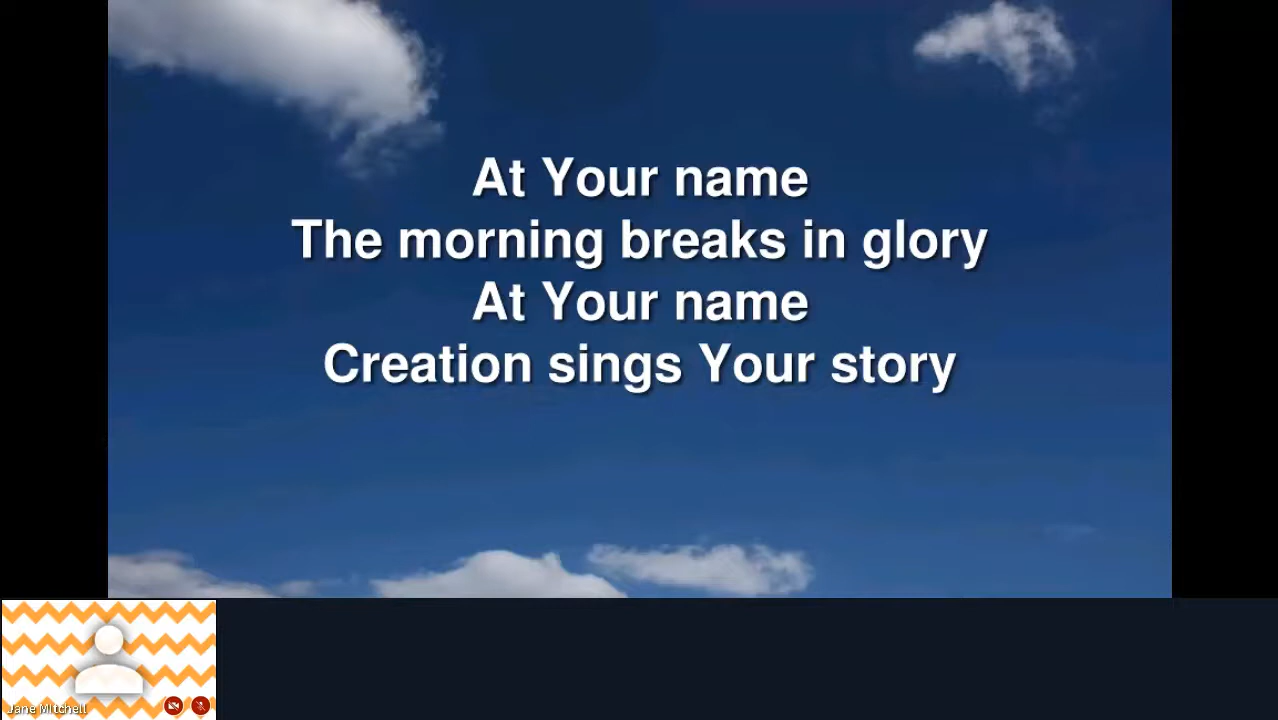 At Your name
The morning breaks in glory
At Your name
Creation sings Your story
Jane Mitchell